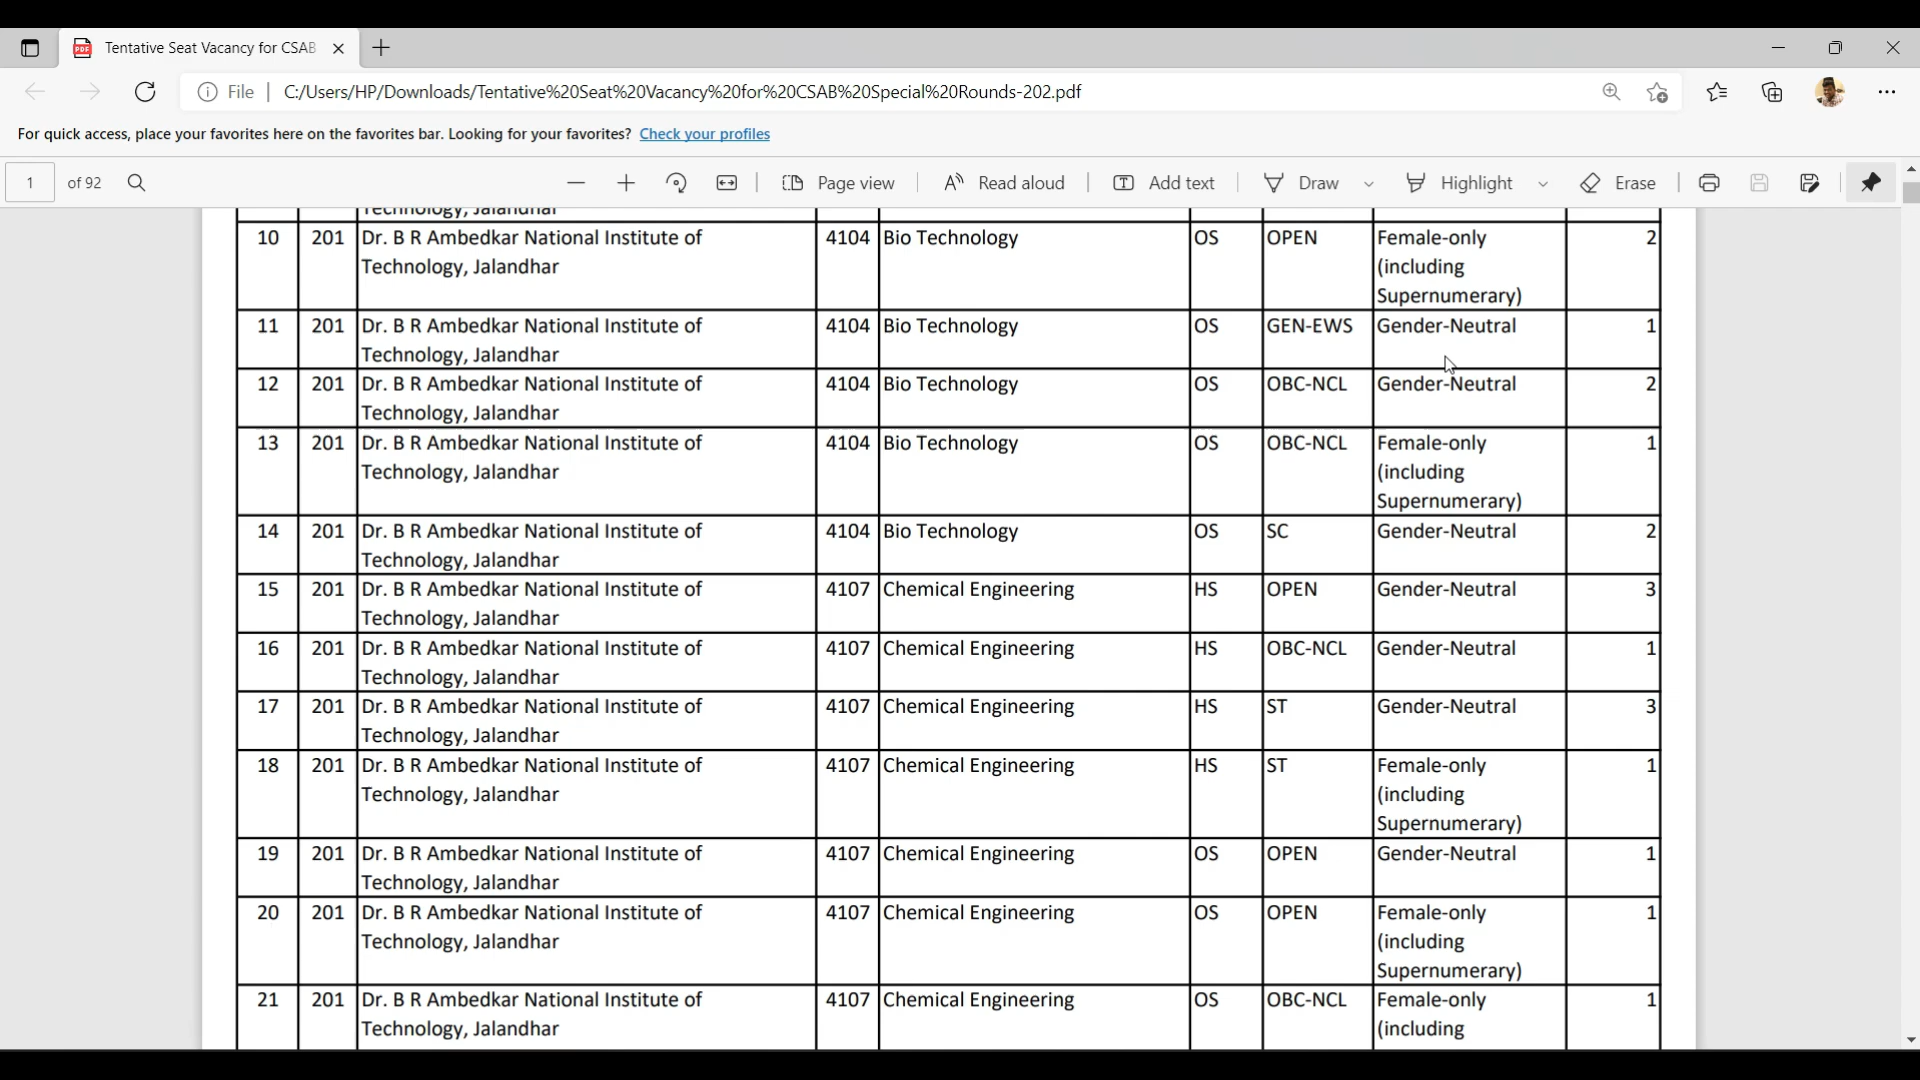 Tentative Seat Vacancy for CSAB
File C:/Users/HP/Downloads/Tentative%20Seat%20Vacancy%20for%20CSAB%20Special%20Rounds-202.pdf
For quick access, place your favorites here on the favorites bar. Looking for your favorites? Check your profiles
1 of 92 Page view Read aloud Add text Draw Highlight Erase
Technology, Jalandhar
10 201 Dr. B R Ambedkar National Institute of 4104 Bio Technology OS OPEN Female-only 2
Technology, Jalandhar (including
Supernumerary)
11 201 Dr. B R Ambedkar National Institute of 4104 Bio Technology OS GEN-EWS Gender-Neutral 1
Technology, Jalandhar
12 201 Dr. B R Ambedkar National Institute of 4104 Bio Technology OS OBC-NCL Gender-Neutral 2
Technology, Jalandhar
13 201 Dr. B R Ambedkar National Institute of 4104 Bio Technology OS OBC-NCL Female-only 1
Technology, Jalandhar (including
Supernumerary)
14 201 Dr. B R Ambedkar National Institute of 4104 Bio Technology OS SC Gender-Neutral 2
Technology, Jalandhar
15 201 Dr. B R Ambedkar National Institute of 4107 Chemical Engineering HS OPEN Gender-Neutral 3
Technology, Jalandhar
16 201 Dr. B R Ambedkar National Institute of 4107 Chemical Engineering HS OBC-NCL Gender-Neutral 1
Technology, Jalandhar
17 201 Dr. B R Ambedkar National Institute of 4107 Chemical Engineering HS ST Gender-Neutral 3
Technology, Jalandhar
18 201 Dr. B R Ambedkar National Institute of 4107 Chemical Engineering HS ST Female-only 1
Technology, Jalandhar (including
Supernumerary)
19 201 Dr. B R Ambedkar National Institute of 4107 Chemical Engineering OS OPEN Gender-Neutral 1
Technology, Jalandhar
20 201 Dr. B R Ambedkar National Institute of 4107 Chemical Engineering OS OPEN Female-only 1
Technology, Jalandhar (including
Supernumerary)
21 201 Dr. B R Ambedkar National Institute of 4107 Chemical Engineering OS OBC-NCL Female-only 1
Technology, Jalandhar (including